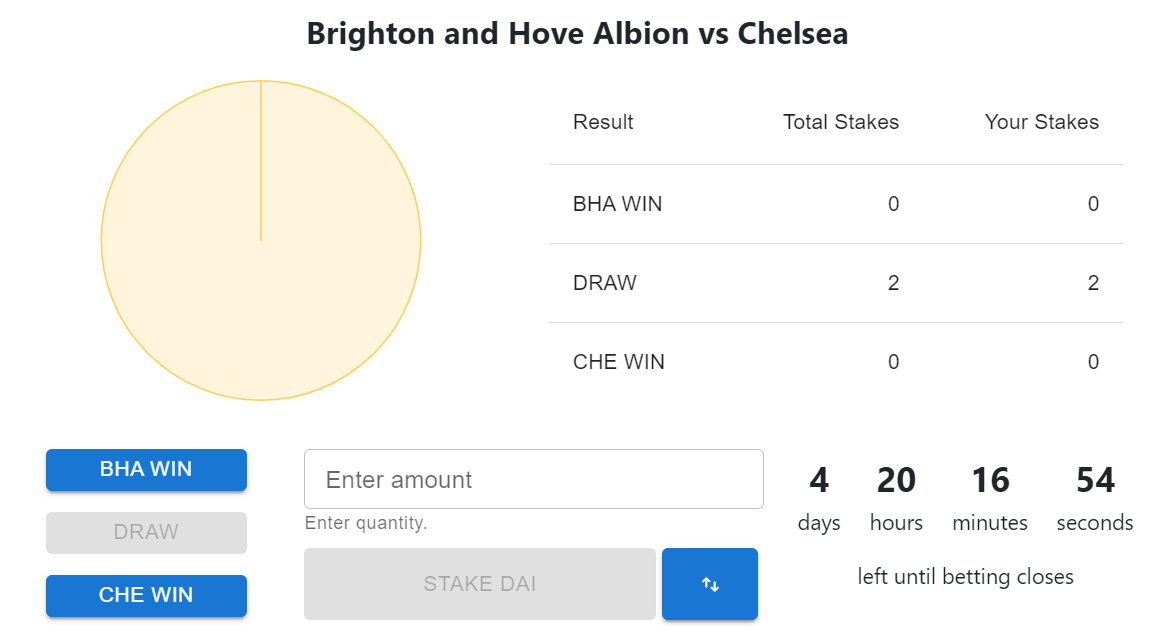 Brighton and Hove Albion vs Chelsea
Result Total Stakes Your Stakes
BHA WIN 0 0
DRAW 2 2
CHE WIN 0 0
BHA WIN
DRAW
CHE WIN
Enter amount
Enter quantity.
STAKE DAI
4 20 16 54
days hours minutes seconds
left until betting closes